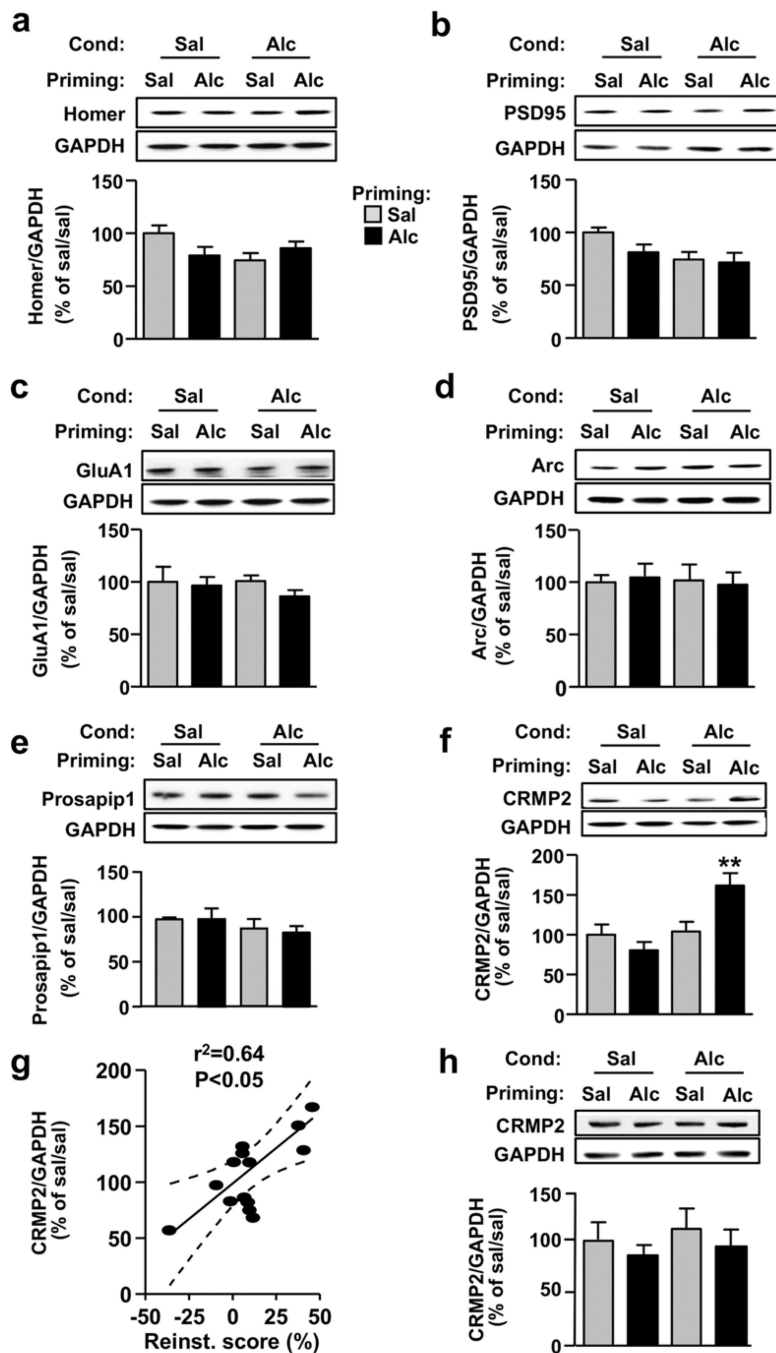 a
Cond: Sal Alc
Priming: Sal Alc Sal Alc
Homer
GAPDH
Homer/GAPDH
(% of sal/sal)
150
100
50
0
Priming:
Sal
Alc
b
Cond: Sal Alc
Priming: Sal Alc Sal Alc
PSD95
GAPDH
PSD95/GAPDH
(% of sal/sal)
150
100
50
0
c
Cond: Sal Alc
Priming: Sal Alc Sal Alc
GluA1
GAPDH
GluA1/GAPDH
(% of sal/sal)
150
100
50
0
d
Cond: Sal Alc
Priming: Sal Alc Sal Alc
Arc
GAPDH
Arc/GAPDH
(% of sal/sal)
150
100
50
0
e
Cond: Sal Alc
Priming: Sal Alc Sal Alc
Prosapip1
GAPDH
Prosapip1/GAPDH
(% of sal/sal)
150
100
50
0
f
Cond: Sal Alc
Priming: Sal Alc Sal Alc
CRMP2
GAPDH
CRMP2/GAPDH
(% of sal/sal)
200
150
100
50
0
**
g
r²=0.64
P<0.05
CRMP2/GAPDH
(% of sal/sal)
200
150
100
50
0
-50 -25 0 25 50
Reinst. score (%)
h
Cond: Sal Alc
Priming: Sal Alc Sal Alc
CRMP2
GAPDH
CRMP2/GAPDH
(% of sal/sal)
150
100
50
0